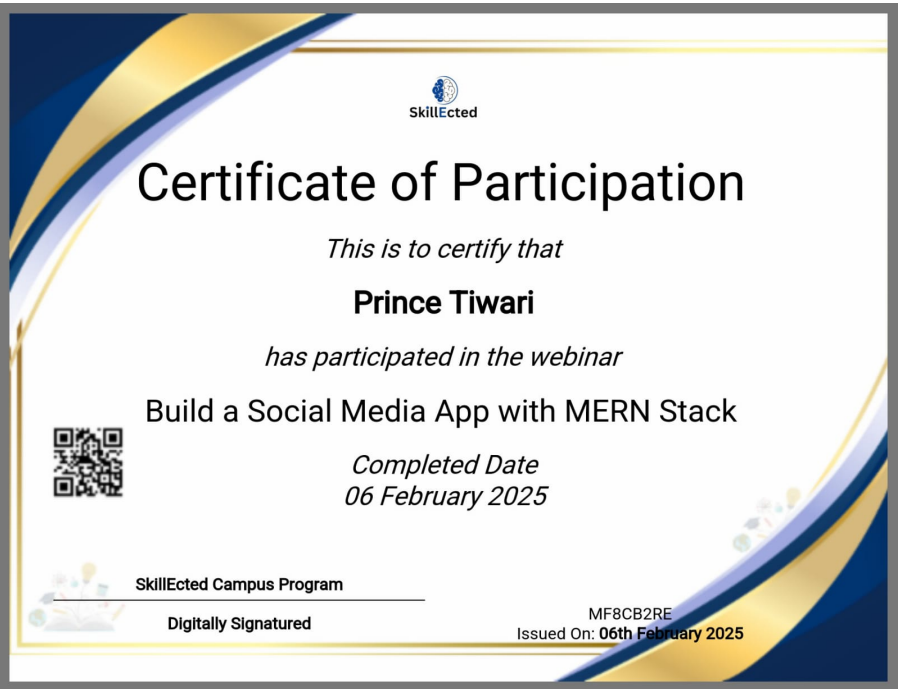 SkillEcted
Certificate of Participation
This is to certify that
Prince Tiwari
has participated in the webinar
Build a Social Media App with MERN Stack
Completed Date
06 February 2025
SkillEcted Campus Program
Digitally Signatured
MF8CB2RE
Issued On: 06th February 2025